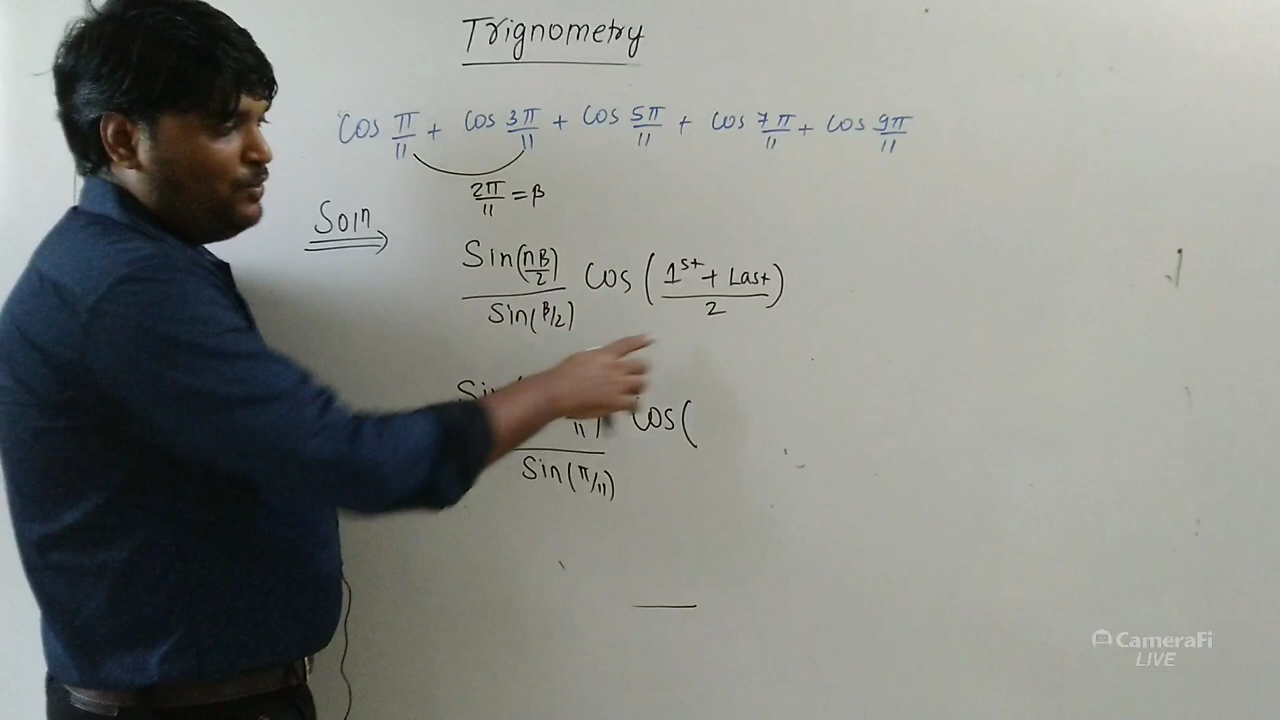 Trignometry
cos π/11 + cos 3π/11 + cos 5π/11 + cos 7π/11 + cos 9π/11
2π/11 = β
Soln
Sin(nβ/2)/Sin(β/2) cos(1st + Last/2)
cos(
Sin(π/11)
CameraFi
LIVE